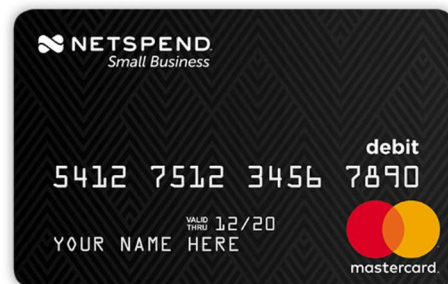 NETSPEND
Small Business
debit
5412 7512 3456 7890
VALID THRU 12/20
YOUR NAME HERE
mastercard